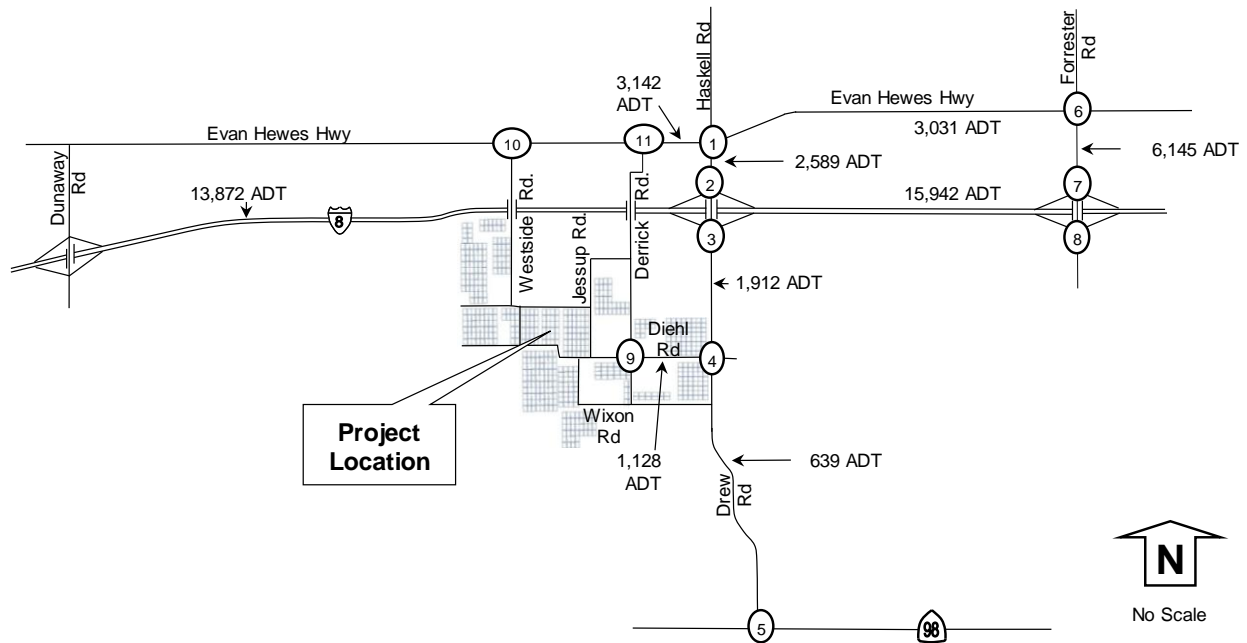 Haskell Rd
Forrester
Rd
3,142
ADT
Evan Hewes Hwy
6
3,031 ADT
Evan Hewes Hwy
10
11
1
2,589 ADT
6,145 ADT
Dunaway
Rd
13,872 ADT
8
Westside Rd.
Jessup Rd.
Derrick Rd.
2
15,942 ADT
7
3
8
1,912 ADT
Diehl
Rd
9
4
Project
Location
Wixon
Rd
1,128
ADT
639 ADT
Drew
Rd
N
No Scale
5
98